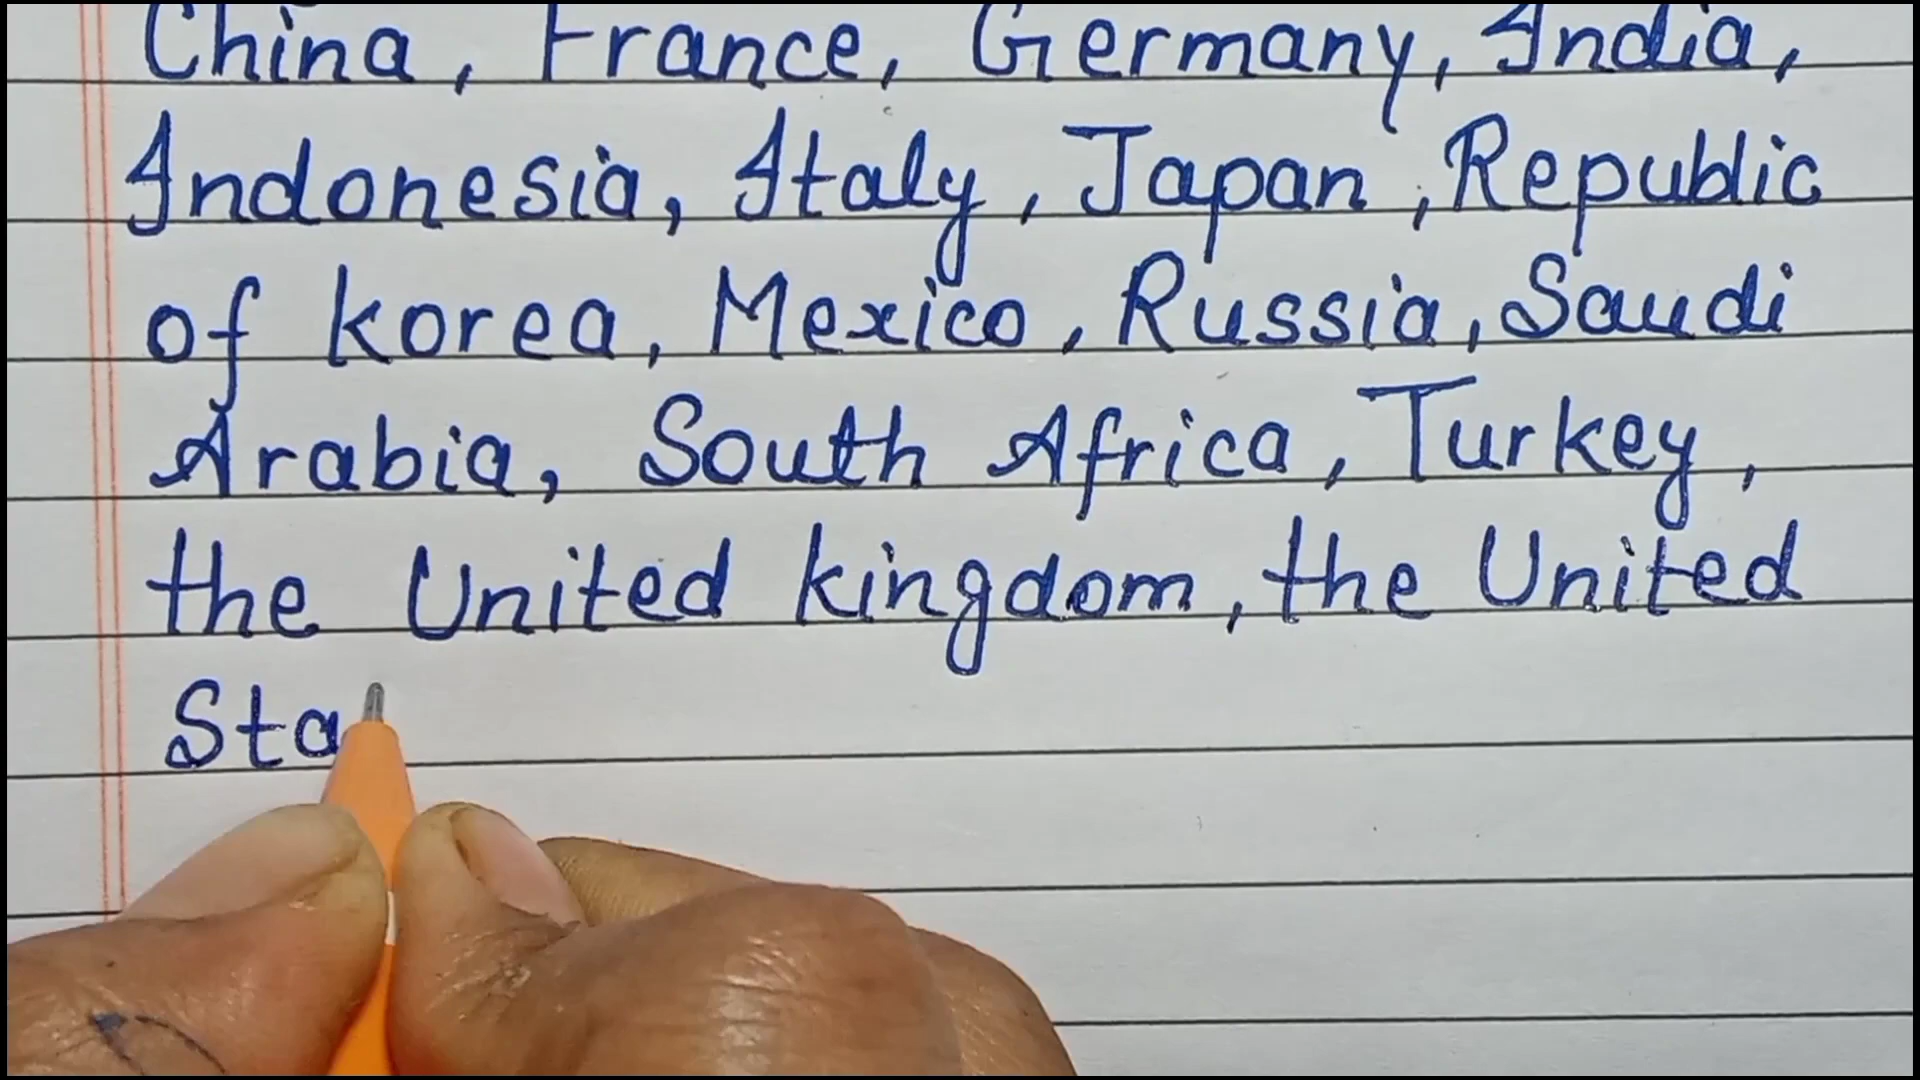 China, France, Germany, India,
Indonesia, Italy, Japan, Republic
of korea, Mexico, Russia, Saudi
Arabia, South Africa, Turkey,
the United kingdom, the United
Sta